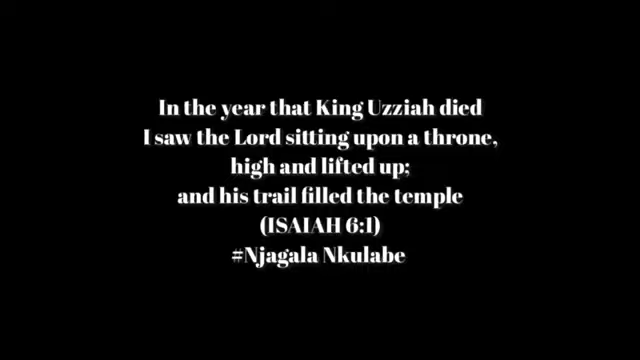 In the year that King Uzziah died
I saw the Lord sitting upon a throne,
high and lifted up;
and his trail filled the temple
(ISAIAH 6:1)
#Njagala Nkulabe